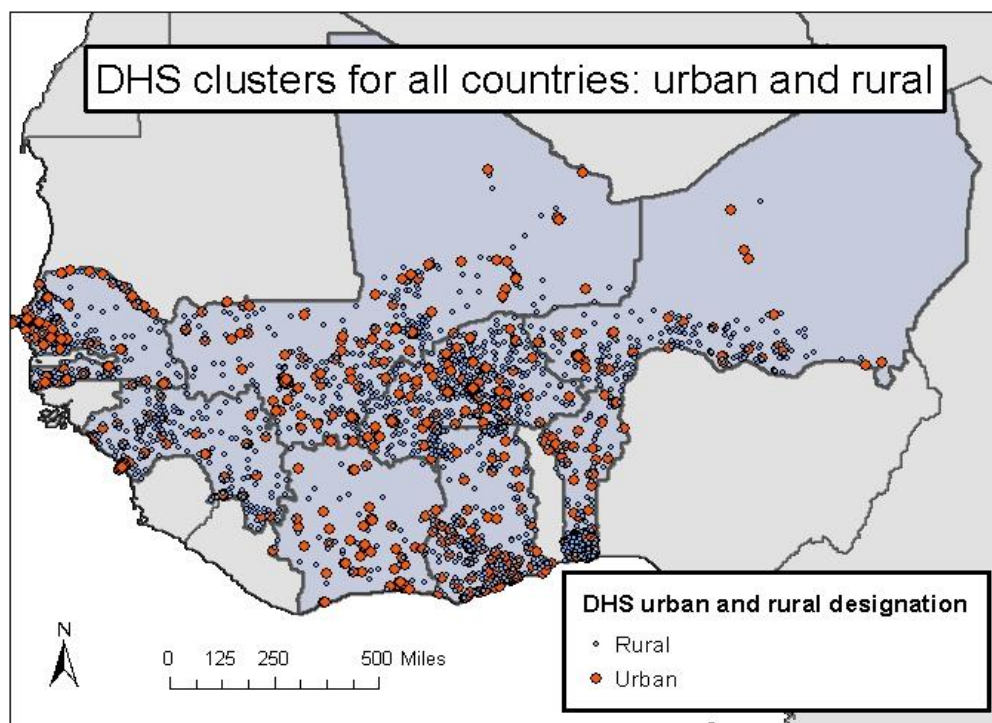 DHS clusters for all countries: urban and rural
N
0 125 250 500 Miles
DHS urban and rural designation
Rural
Urban